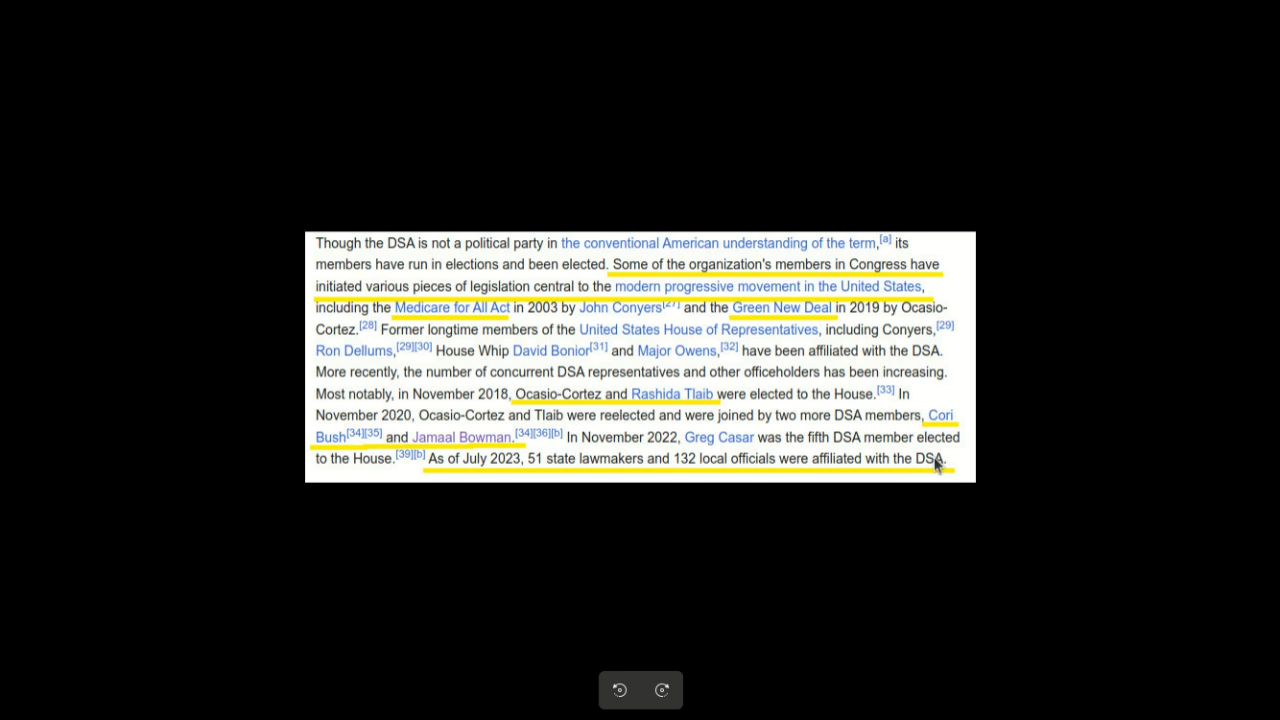 Though the DSA is not a political party in the conventional American understanding of the term,[a] its
members have run in elections and been elected. Some of the organization's members in Congress have
initiated various pieces of legislation central to the modern progressive movement in the United States,
including the Medicare for All Act in 2003 by John Conyers[27] and the Green New Deal in 2019 by Ocasio-
Cortez.[28] Former longtime members of the United States House of Representatives, including Conyers,[29]
Ron Dellums,[29][30] House Whip David Bonior[31] and Major Owens,[32] have been affiliated with the DSA.
More recently, the number of concurrent DSA representatives and other officeholders has been increasing.
Most notably, in November 2018, Ocasio-Cortez and Rashida Tlaib were elected to the House.[33] In
November 2020, Ocasio-Cortez and Tlaib were reelected and were joined by two more DSA members, Cori
Bush[34][35] and Jamaal Bowman.[34][36][b] In November 2022, Greg Casar was the fifth DSA member elected
to the House.[39][b] As of July 2023, 51 state lawmakers and 132 local officials were affiliated with the DSA.